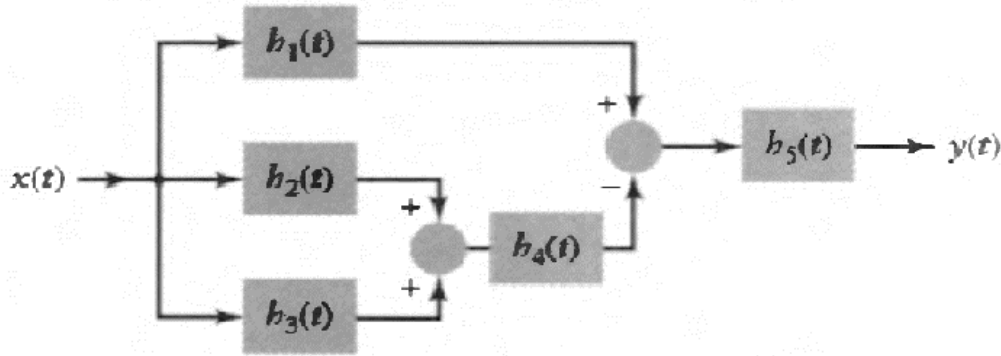 h₁(t)
+
x(t)
h₂(t)
+
−
h₅(t)
y(t)
h₄(t)
+
h₃(t)